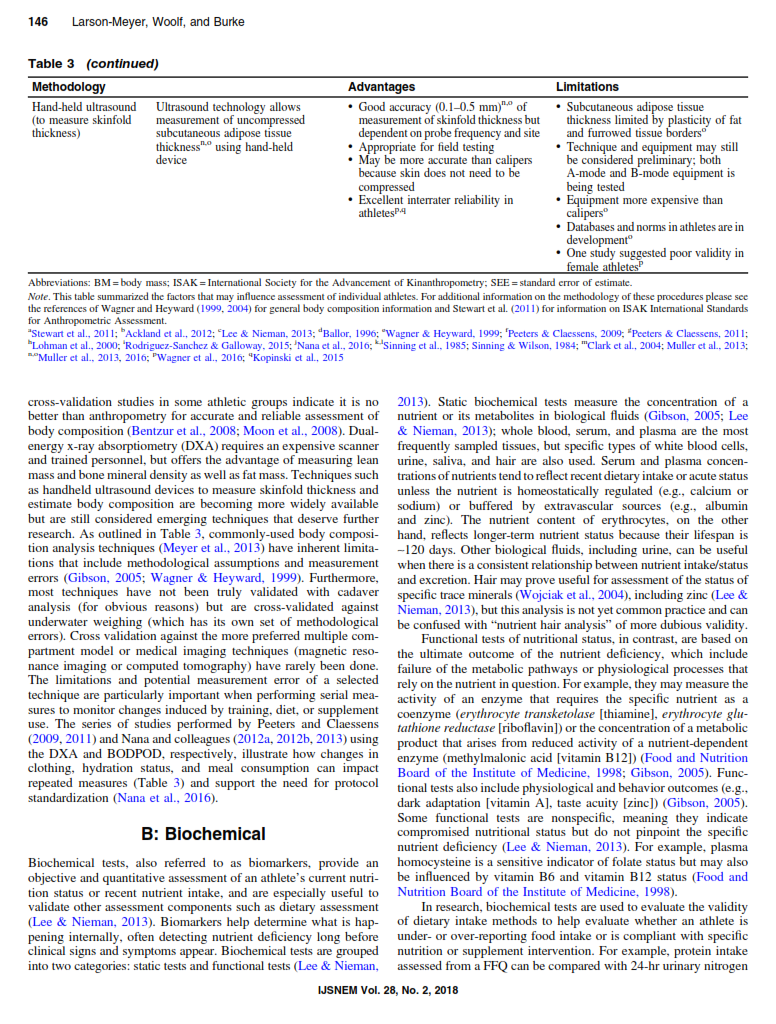 146 Larson-Meyer, Woolf, and Burke
Table 3 (continued)
Methodology Advantages Limitations
Hand-held ultrasound
(to measure skinfold
thickness)
Ultrasound technology allows
measurement of uncompressed
subcutaneous adipose tissue
thicknessn,o using hand-held
device
• Good accuracy (0.1–0.5 mm)n,o of
measurement of skinfold thickness but
dependent on probe frequency and site
• Appropriate for field testing
• May be more accurate than calipers
because skin does not need to be
compressed
• Excellent interrater reliability in
athletesp,q
• Subcutaneous adipose tissue
thickness limited by plasticity of fat
and furrowed tissue borderso
• Technique and equipment may still
be considered preliminary; both
A-mode and B-mode equipment is
being tested
• Equipment more expensive than
caliperso
• Databases and norms in athletes are in
developmento
• One study suggested poor validity in
female athletesp
Abbreviations: BM = body mass; ISAK = International Society for the Advancement of Kinanthropometry; SEE = standard error of estimate.
Note. This table summarized the factors that may influence assessment of individual athletes. For additional information on the methodology of these procedures please see
the references of Wagner and Heyward (1999, 2004) for general body composition information and Stewart et al. (2011) for information on ISAK International Standards
for Anthropometric Assessment.
aStewart et al., 2011; bAckland et al., 2012; cLee & Nieman, 2013; dBallor, 1996; eWagner & Heyward, 1999; fPeeters & Claessens, 2009; gPeeters & Claessens, 2011;
hLohman et al., 2000; iRodriguez-Sanchez & Galloway, 2015; jNana et al., 2016; k,lSinning et al., 1985; Sinning & Wilson, 1984; mClark et al., 2004; Muller et al., 2013;
n,oMuller et al., 2013, 2016; pWagner et al., 2016; qKopinski et al., 2015
cross-validation studies in some athletic groups indicate it is no
better than anthropometry for accurate and reliable assessment of
body composition (Bentzur et al., 2008; Moon et al., 2008). Dual-
energy x-ray absorptiometry (DXA) requires an expensive scanner
and trained personnel, but offers the advantage of measuring lean
mass and bone mineral density as well as fat mass. Techniques such
as handheld ultrasound devices to measure skinfold thickness and
estimate body composition are becoming more widely available
but are still considered emerging techniques that deserve further
research. As outlined in Table 3, commonly-used body composi-
tion analysis techniques (Meyer et al., 2013) have inherent limita-
tions that include methodological assumptions and measurement
errors (Gibson, 2005; Wagner & Heyward, 1999). Furthermore,
most techniques have not been truly validated with cadaver
analysis (for obvious reasons) but are cross-validated against
underwater weighing (which has its own set of methodological
errors). Cross validation against the more preferred multiple com-
partment model or medical imaging techniques (magnetic reso-
nance imaging or computed tomography) have rarely been done.
The limitations and potential measurement error of a selected
technique are particularly important when performing serial mea-
sures to monitor changes induced by training, diet, or supplement
use. The series of studies performed by Peeters and Claessens
(2009, 2011) and Nana and colleagues (2012a, 2012b, 2013) using
the DXA and BODPOD, respectively, illustrate how changes in
clothing, hydration status, and meal consumption can impact
repeated measures (Table 3) and support the need for protocol
standardization (Nana et al., 2016).
B: Biochemical
Biochemical tests, also referred to as biomarkers, provide an
objective and quantitative assessment of an athlete's current nutri-
tion status or recent nutrient intake, and are especially useful to
validate other assessment components such as dietary assessment
(Lee & Nieman, 2013). Biomarkers help determine what is hap-
pening internally, often detecting nutrient deficiency long before
clinical signs and symptoms appear. Biochemical tests are grouped
into two categories: static tests and functional tests (Lee & Nieman,
2013). Static biochemical tests measure the concentration of a
nutrient or its metabolites in biological fluids (Gibson, 2005; Lee
& Nieman, 2013); whole blood, serum, and plasma are the most
frequently sampled tissues, but specific types of white blood cells,
urine, saliva, and hair are also used. Serum and plasma concen-
trations of nutrients tend to reflect recent dietary intake or acute status
unless the nutrient is homeostatically regulated (e.g., calcium or
sodium) or buffered by extravascular sources (e.g., albumin
and zinc). The nutrient content of erythrocytes, on the other
hand, reflects longer-term nutrient status because their lifespan is
~120 days. Other biological fluids, including urine, can be useful
when there is a consistent relationship between nutrient intake/status
and excretion. Hair may prove useful for assessment of the status of
specific trace minerals (Wojciak et al., 2004), including zinc (Lee &
Nieman, 2013), but this analysis is not yet common practice and can
be confused with “nutrient hair analysis” of more dubious validity.
Functional tests of nutritional status, in contrast, are based on
the ultimate outcome of the nutrient deficiency, which include
failure of the metabolic pathways or physiological processes that
rely on the nutrient in question. For example, they may measure the
activity of an enzyme that requires the specific nutrient as a
coenzyme (erythrocyte transketolase [thiamine], erythrocyte glu-
tathione reductase [riboflavin]) or the concentration of a metabolic
product that arises from reduced activity of a nutrient-dependent
enzyme (methylmalonic acid [vitamin B12]) (Food and Nutrition
Board of the Institute of Medicine, 1998; Gibson, 2005). Func-
tional tests also include physiological and behavior outcomes (e.g.,
dark adaptation [vitamin A], taste acuity [zinc]) (Gibson, 2005).
Some functional tests are nonspecific, meaning they indicate
compromised nutritional status but do not pinpoint the specific
nutrient deficiency (Lee & Nieman, 2013). For example, plasma
homocysteine is a sensitive indicator of folate status but may also
be influenced by vitamin B6 and vitamin B12 status (Food and
Nutrition Board of the Institute of Medicine, 1998).
In research, biochemical tests are used to evaluate the validity
of dietary intake methods to help evaluate whether an athlete is
under- or over-reporting food intake or is compliant with specific
nutrition or supplement intervention. For example, protein intake
assessed from a FFQ can be compared with 24-hr urinary nitrogen
IJSNEM Vol. 28, No. 2, 2018